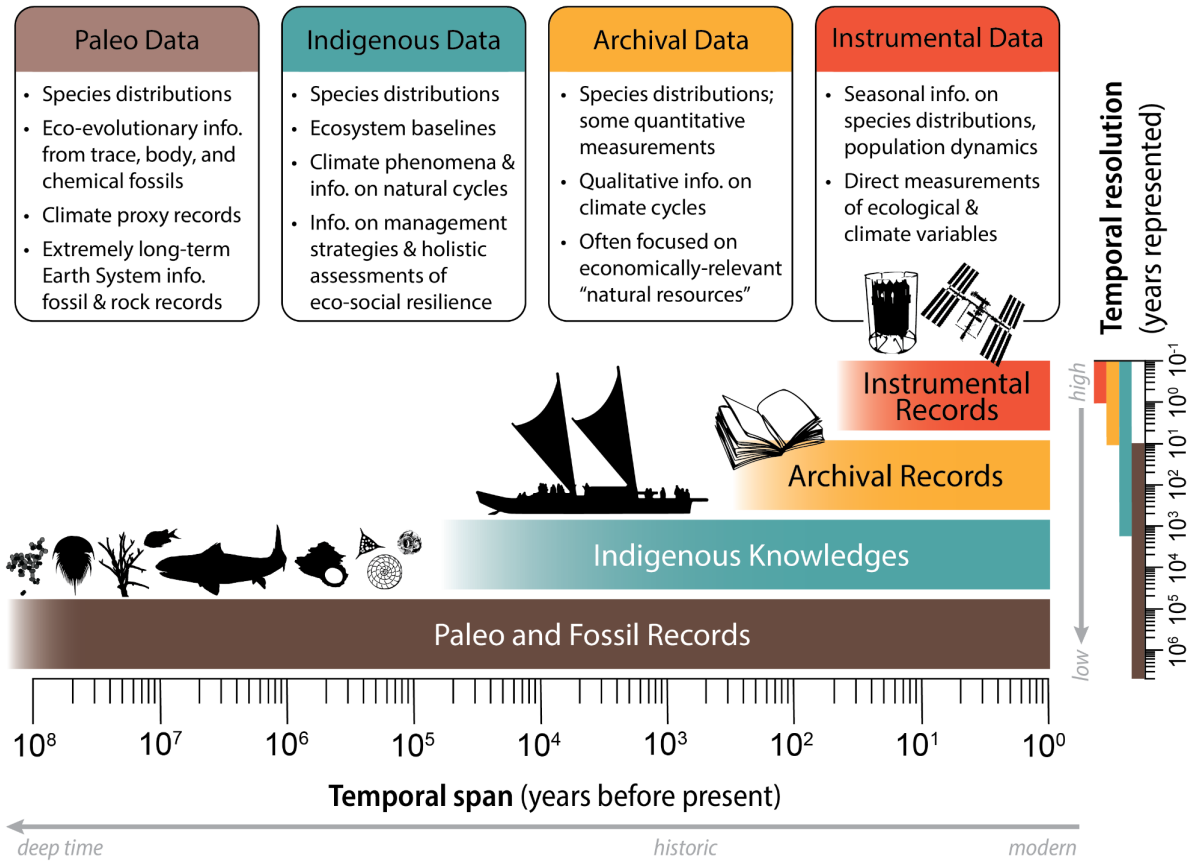 Paleo Data
• Species distributions
• Eco-evolutionary info.
from trace, body, and
chemical fossils
• Climate proxy records
• Extremely long-term
Earth System info.
fossil & rock records
Indigenous Data
• Species distributions
• Ecosystem baselines
• Climate phenomena &
info. on natural cycles
• Info. on management
strategies & holistic
assessments of
eco-social resilience
Archival Data
• Species distributions;
some quantitative
measurements
• Qualitative info. on
climate cycles
• Often focused on
economically-relevant
“natural resources”
Instrumental Data
• Seasonal info. on
species distributions,
population dynamics
• Direct measurements
of ecological &
climate variables
Temporal resolution
(years represented)
high
low
10⁻¹
10⁰
10¹
10²
10³
10⁴
10⁵
10⁶
Instrumental
Records
Archival Records
Indigenous Knowledges
Paleo and Fossil Records
10⁸ 10⁷ 10⁶ 10⁵ 10⁴ 10³ 10² 10¹ 10⁰
Temporal span (years before present)
deep time historic modern